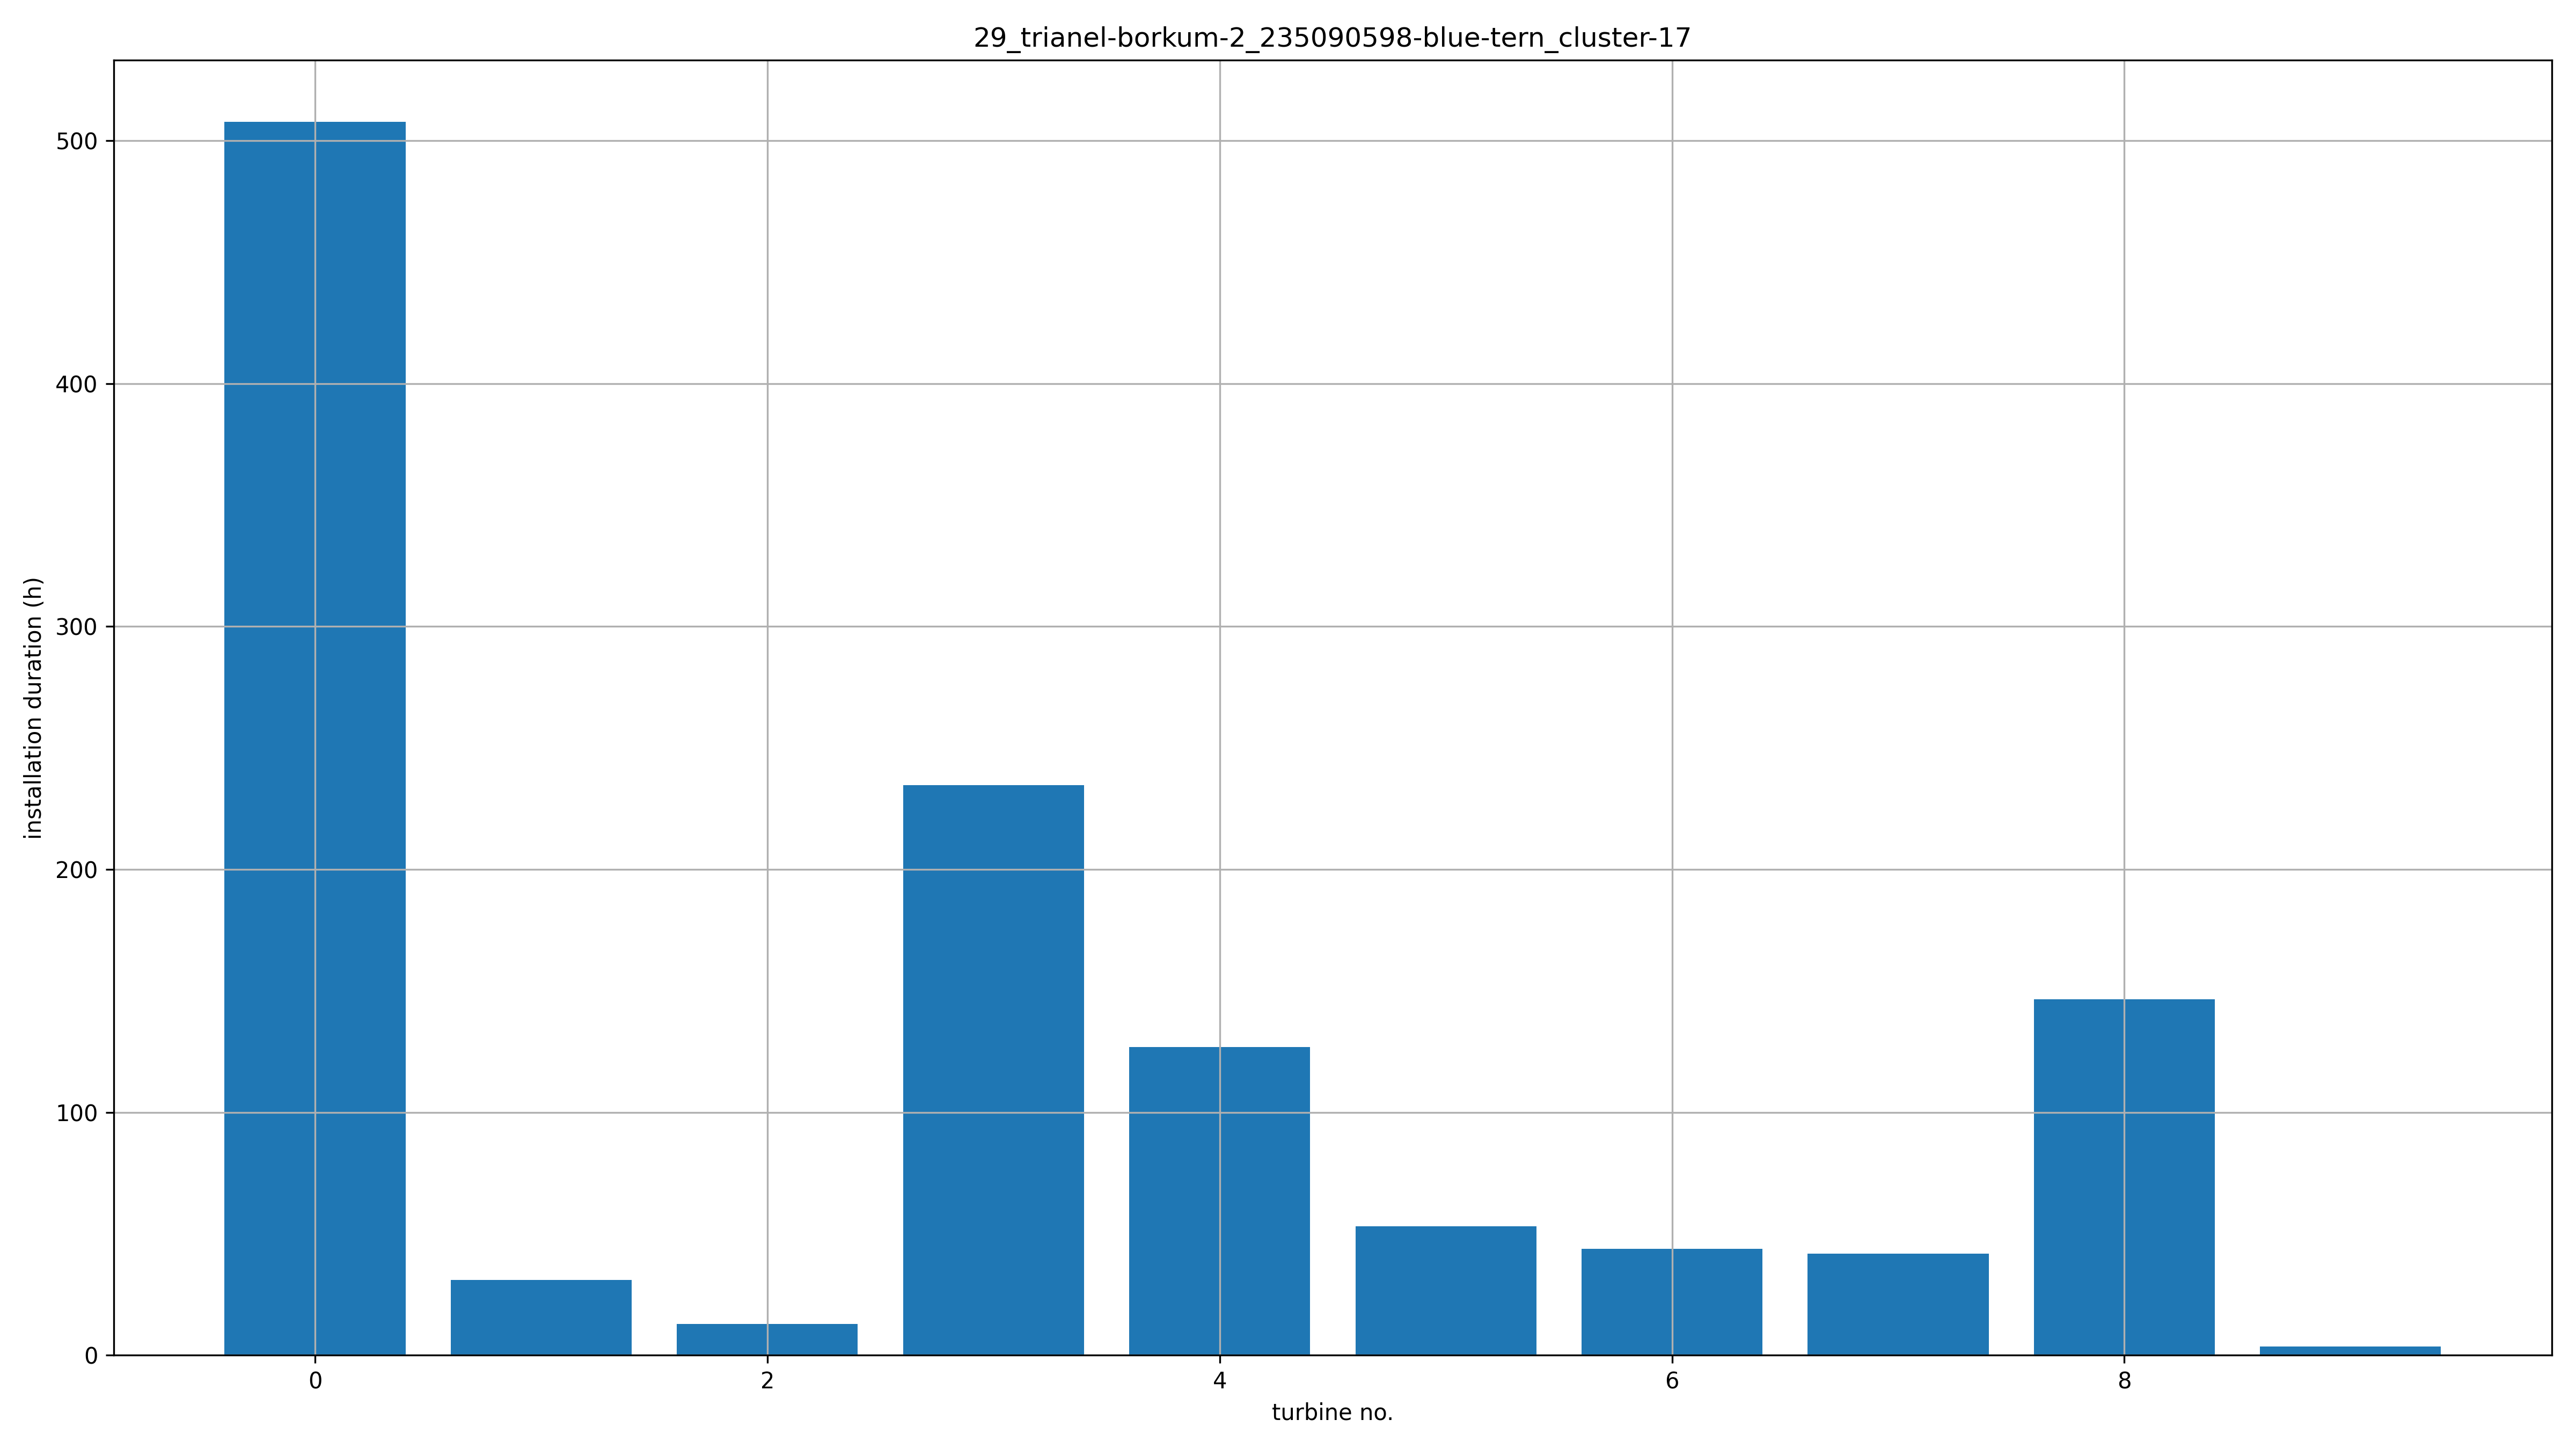 29_trianel-borkum-2_235090598-blue-tern_cluster-17
installation duration (h)
500
400
300
200
100
0
0 2 4 6 8
turbine no.